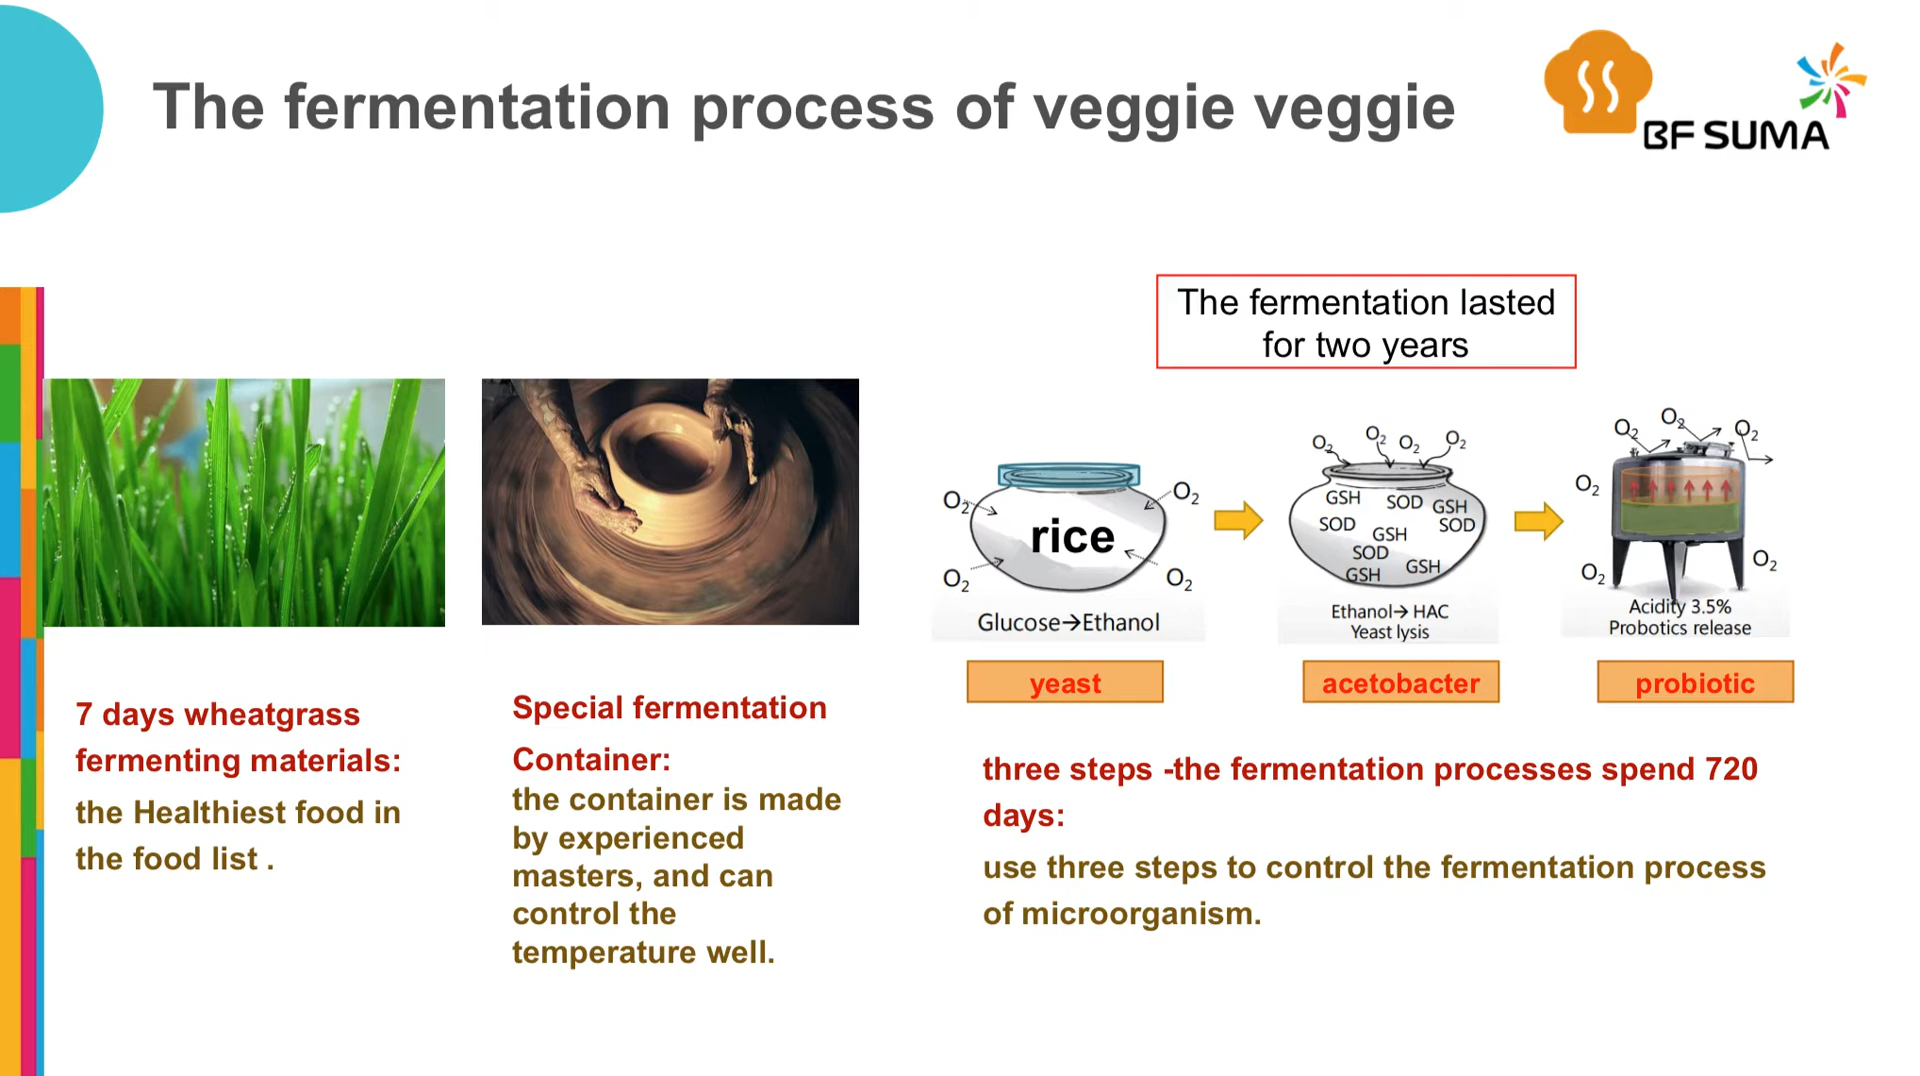 The fermentation process of veggie veggie
BF SUMA
The fermentation lasted
for two years
O2
O2
O2
O2
rice
Glucose→Ethanol
yeast
O2
O2
O2
O2
GSH
SOD
GSH
SOD
SOD
GSH
SOD
GSH
GSH
Ethanol→ HAC
Yeast lysis
acetobacter
O2
O2
O2
O2
O2
O2
Acidity 3.5%
Probotics release
probiotic
7 days wheatgrass
fermenting materials:
the Healthiest food in
the food list .
Special fermentation
Container:
the container is made
by experienced
masters, and can
control the
temperature well.
three steps -the fermentation processes spend 720
days:
use three steps to control the fermentation process
of microorganism.